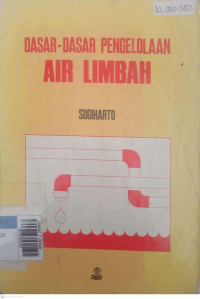 DASAR-DASAR PENGELOLAAN
AIR LIMBAH
SUGIHARTO